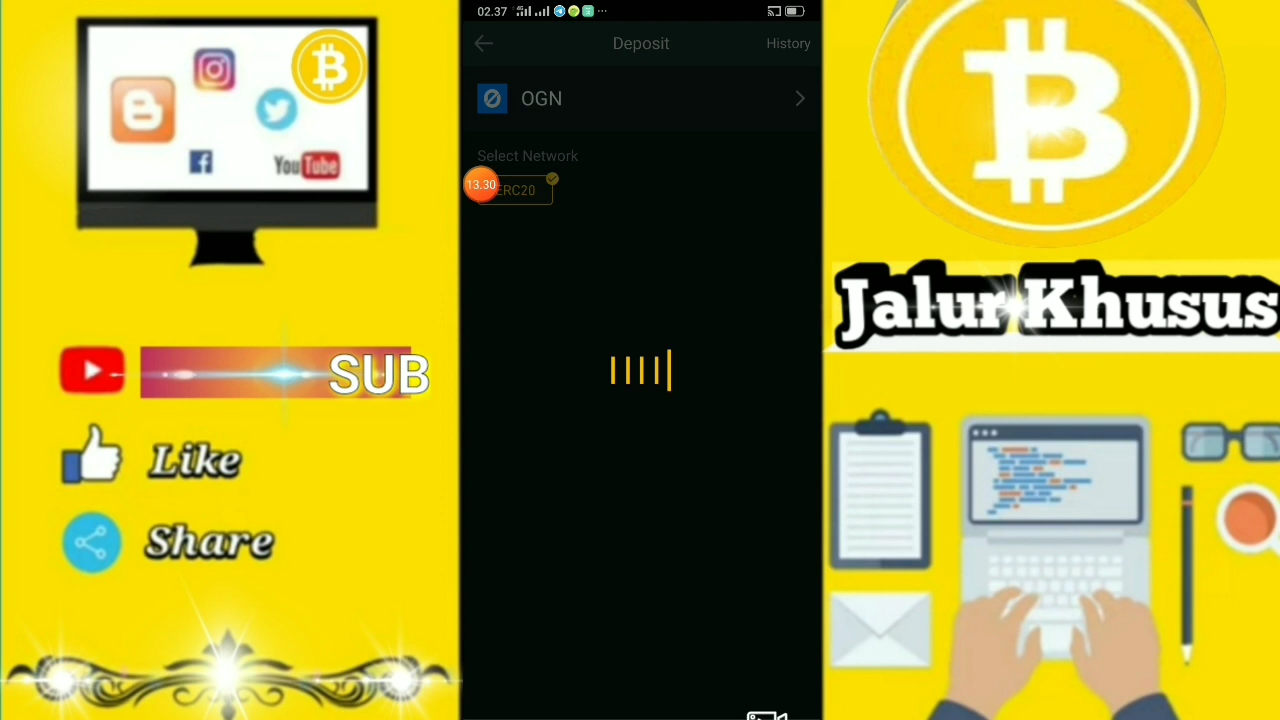 You Tube
SUB
Like
Share
02.37
Deposit
History
OGN
Select Network
13.30
ERC20
Jalur Khusus